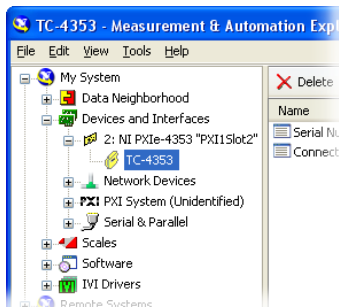 TC-4353 - Measurement & Automation Exp
File Edit View Tools Help
My System
Data Neighborhood
Devices and Interfaces
2: NI PXIe-4353 "PXI1Slot2"
TC-4353
Network Devices
PXI PXI System (Unidentified)
Serial & Parallel
Scales
Software
IVI Drivers
Remote Systems
Delete
Name
Serial Nu
Connect